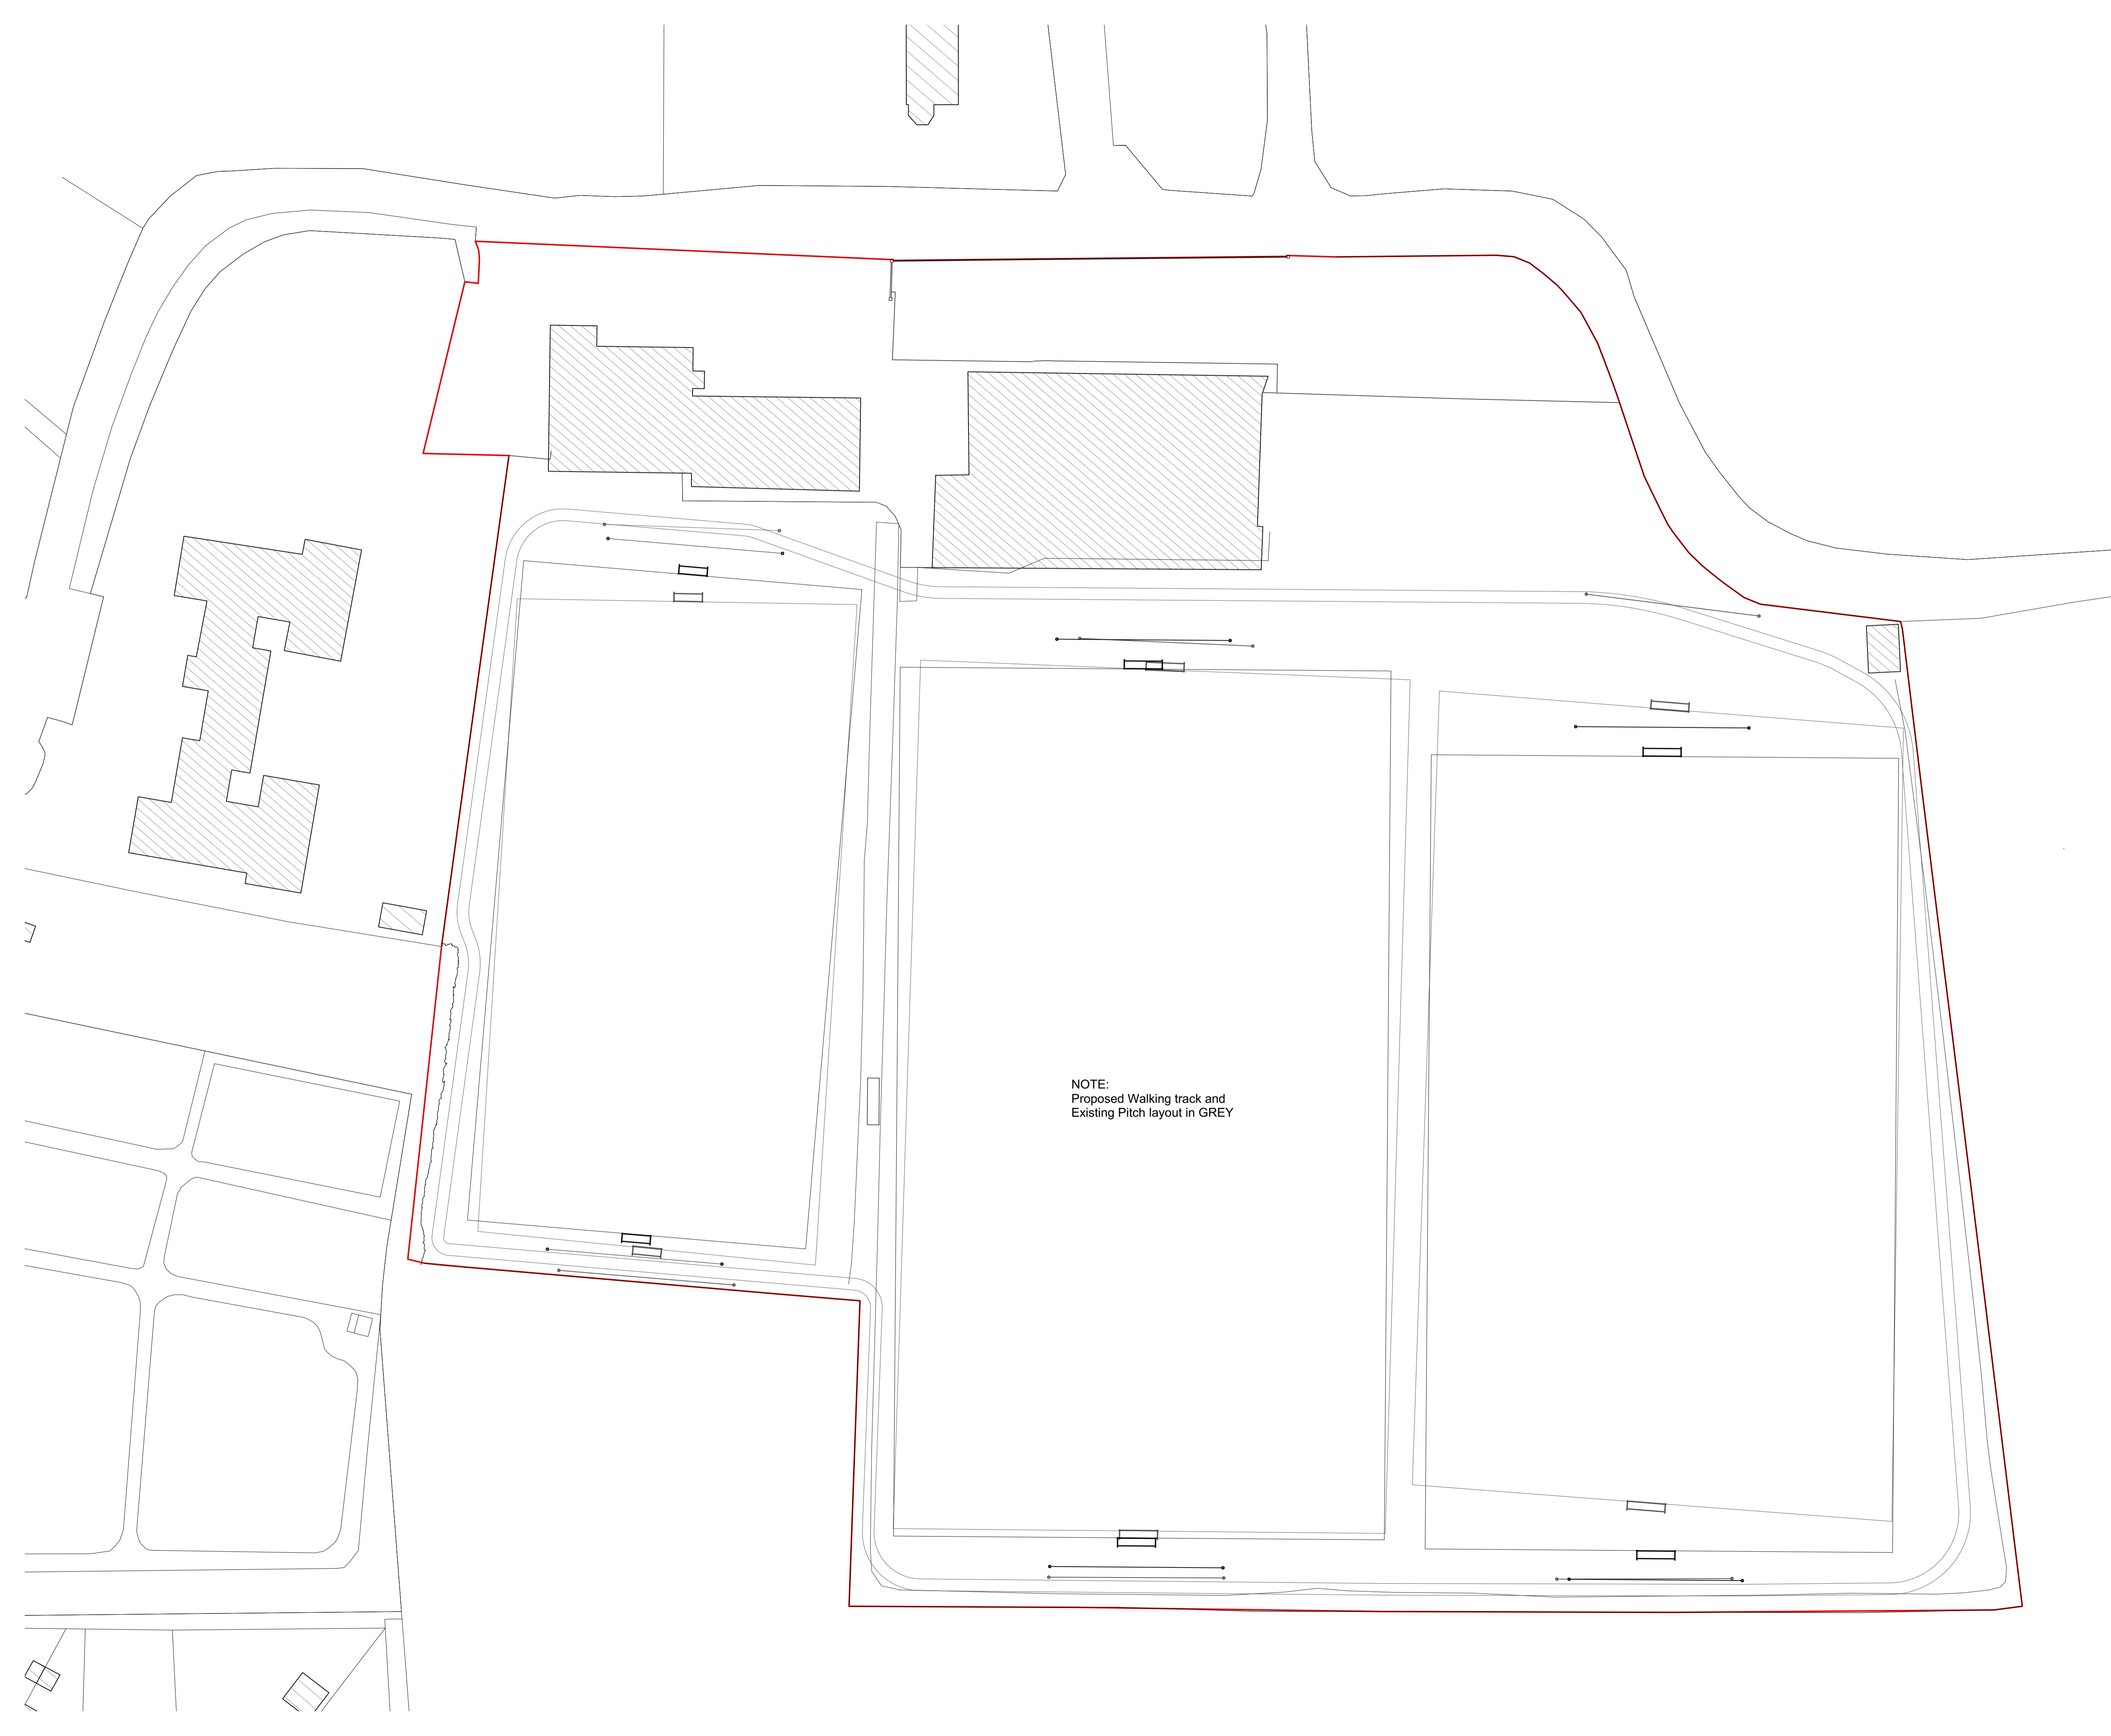 NOTE:
Proposed Walking track and
Existing Pitch layout in GREY